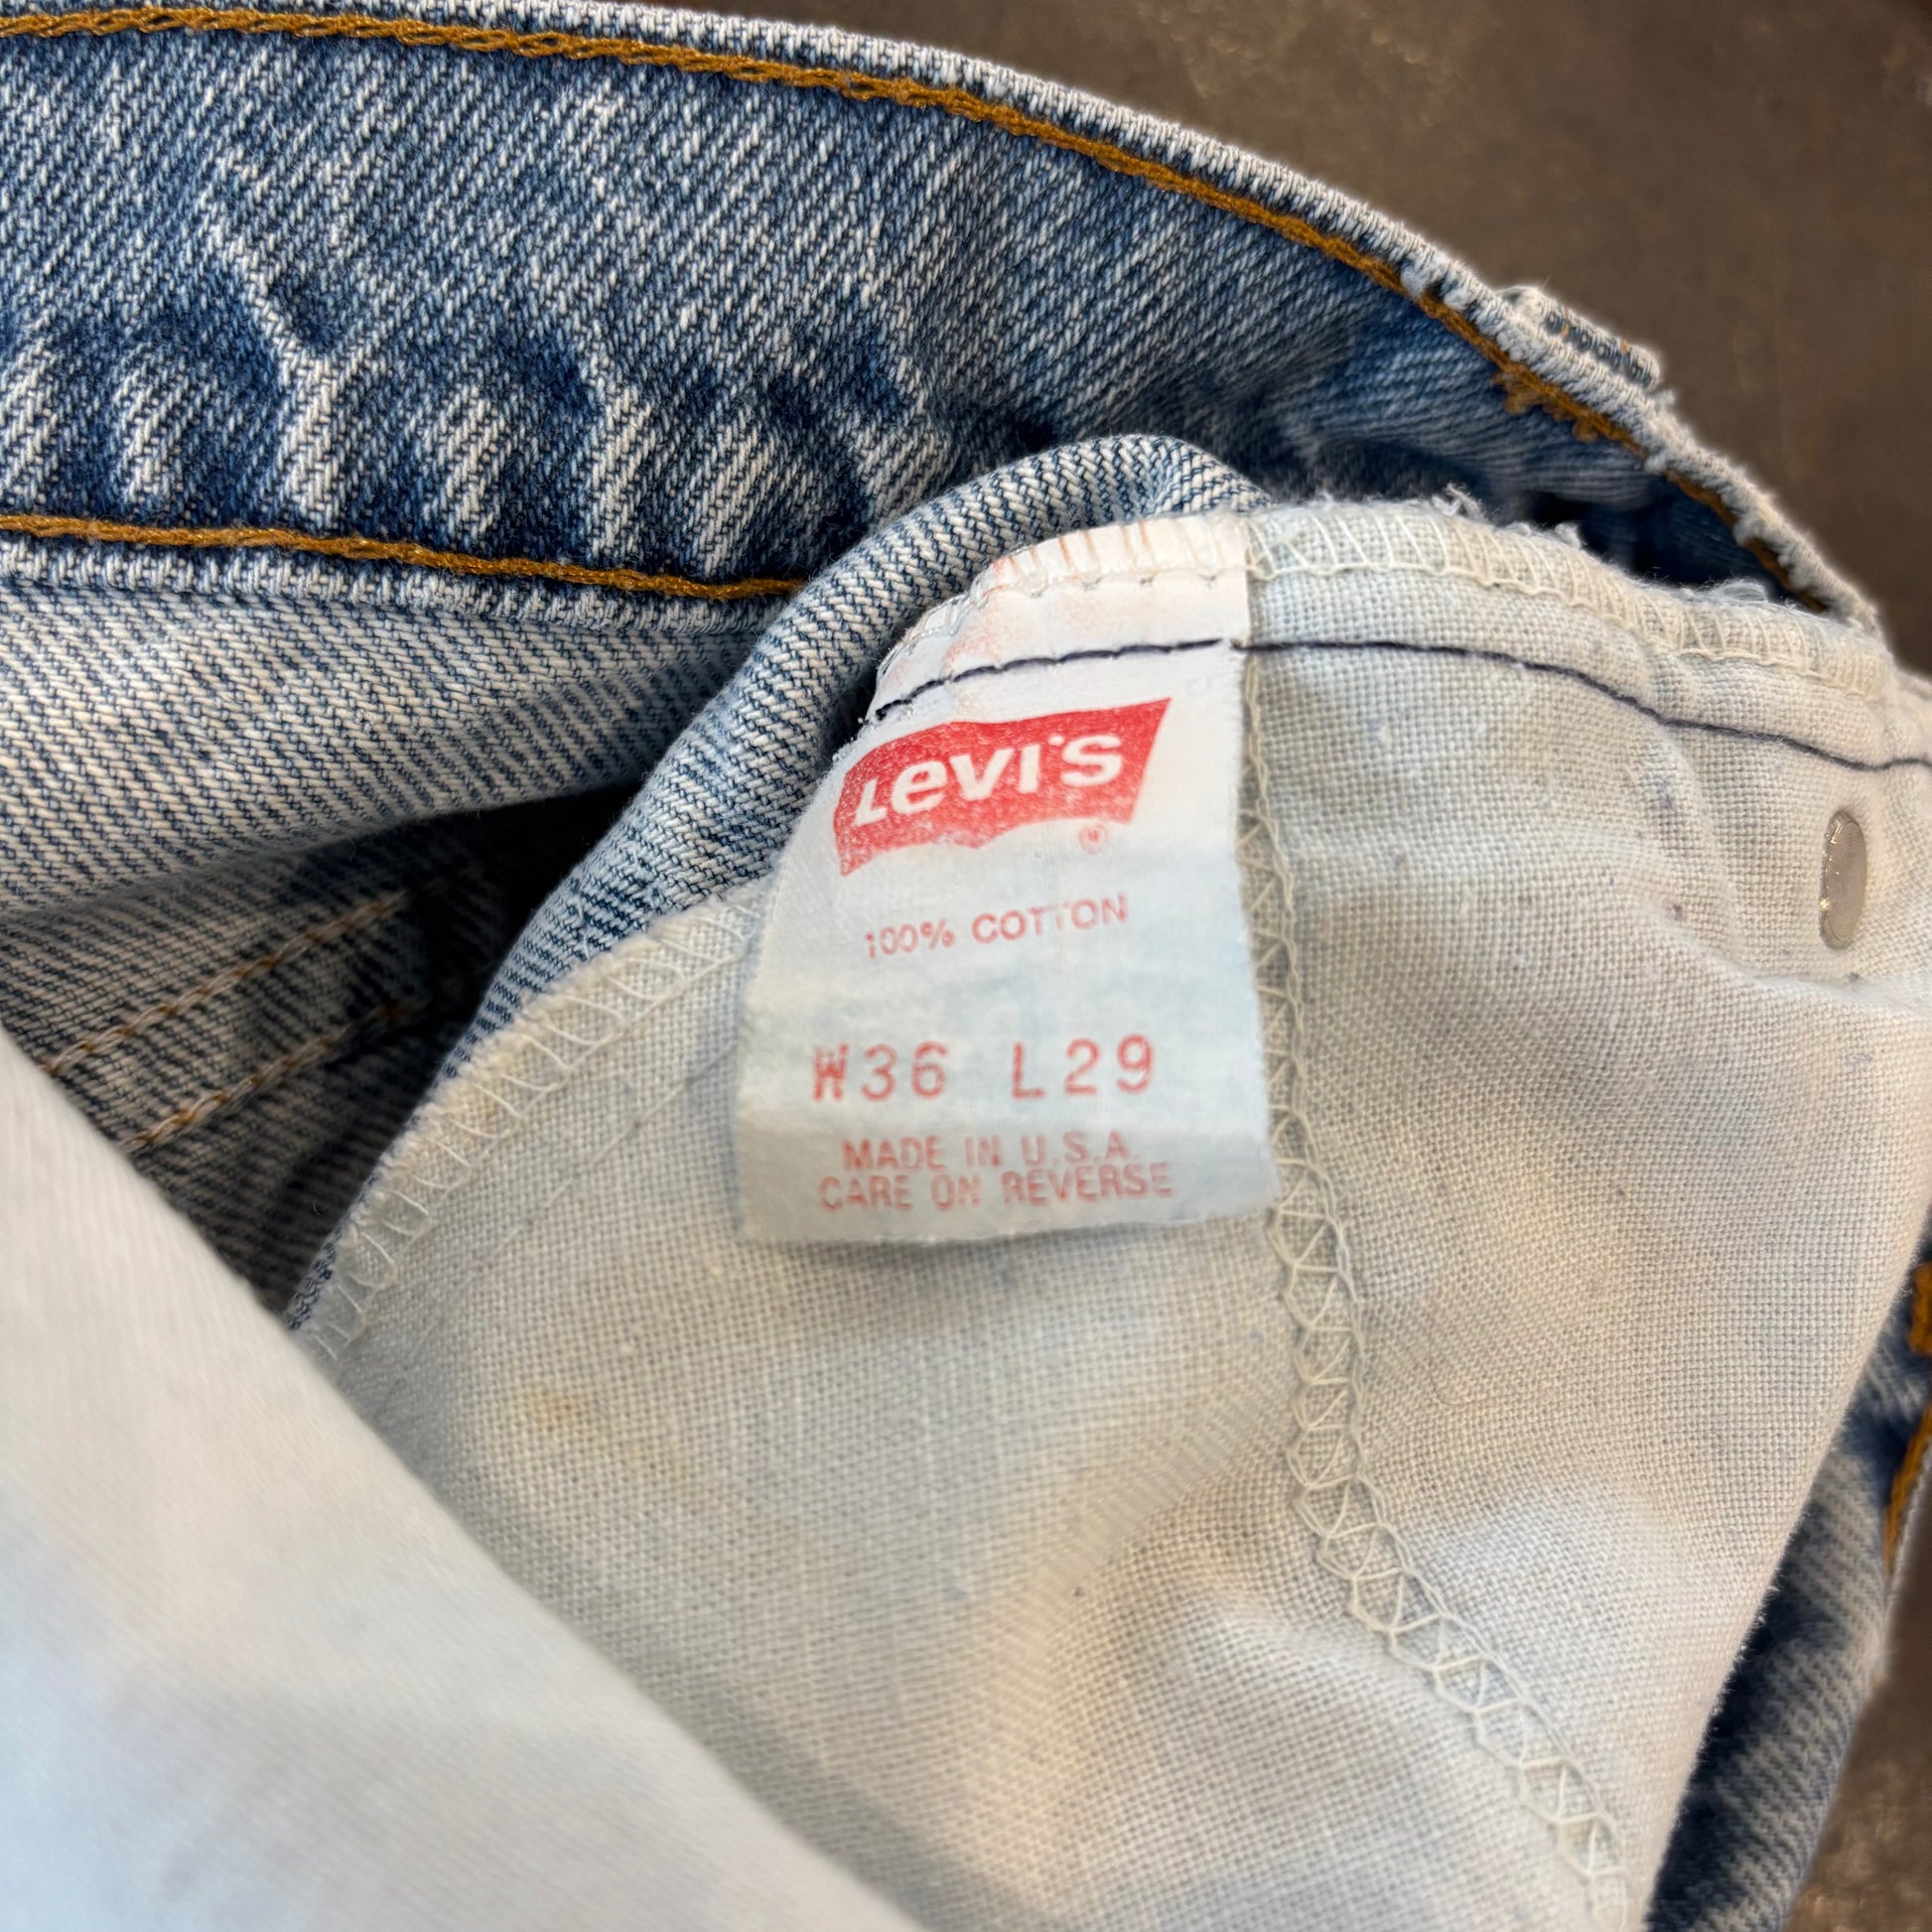 Levi's
100% COTTON
W36 L29
MADE IN U.S.A.
CARE ON REVERSE